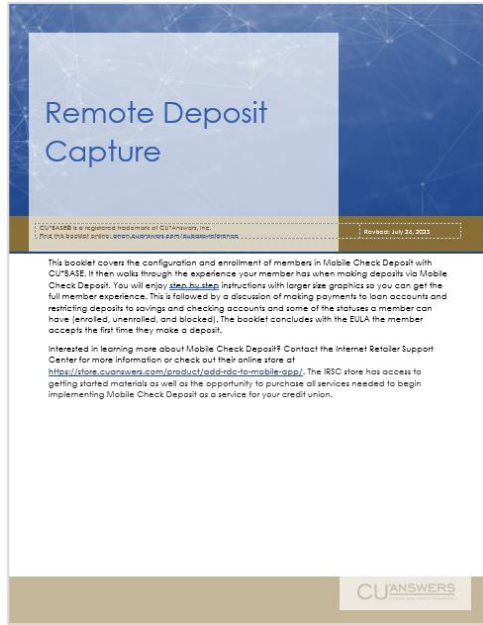 Remote Deposit
Capture
CU*BASE® is a registered trademark of CU*Answers, Inc.
Find this booklet online: open.cuanswers.com/cubase-reference
Revised: July 26, 2023
This booklet covers the configuration and enrollment of members in Mobile Check Deposit with
CU*BASE. It then walks through the experience your member has when making deposits via Mobile
Check Deposit. You will enjoy step by step instructions with larger size graphics so you can get the
full member experience. This is followed by a discussion of making payments to loan accounts and
restricting deposits to savings and checking accounts and some of the statuses a member can
have (enrolled, unenrolled, and blocked). The booklet concludes with the EULA the member
accepts the first time they make a deposit.
Interested in learning more about Mobile Check Deposit? Contact the Internet Retailer Support
Center for more information or check out their online store at
https://store.cuanswers.com/product/add-rdc-to-mobile-app/. The IRSC store has access to
getting started materials as well as the opportunity to purchase all services needed to begin
implementing Mobile Check Deposit as a service for your credit union.
CU*ANSWERS